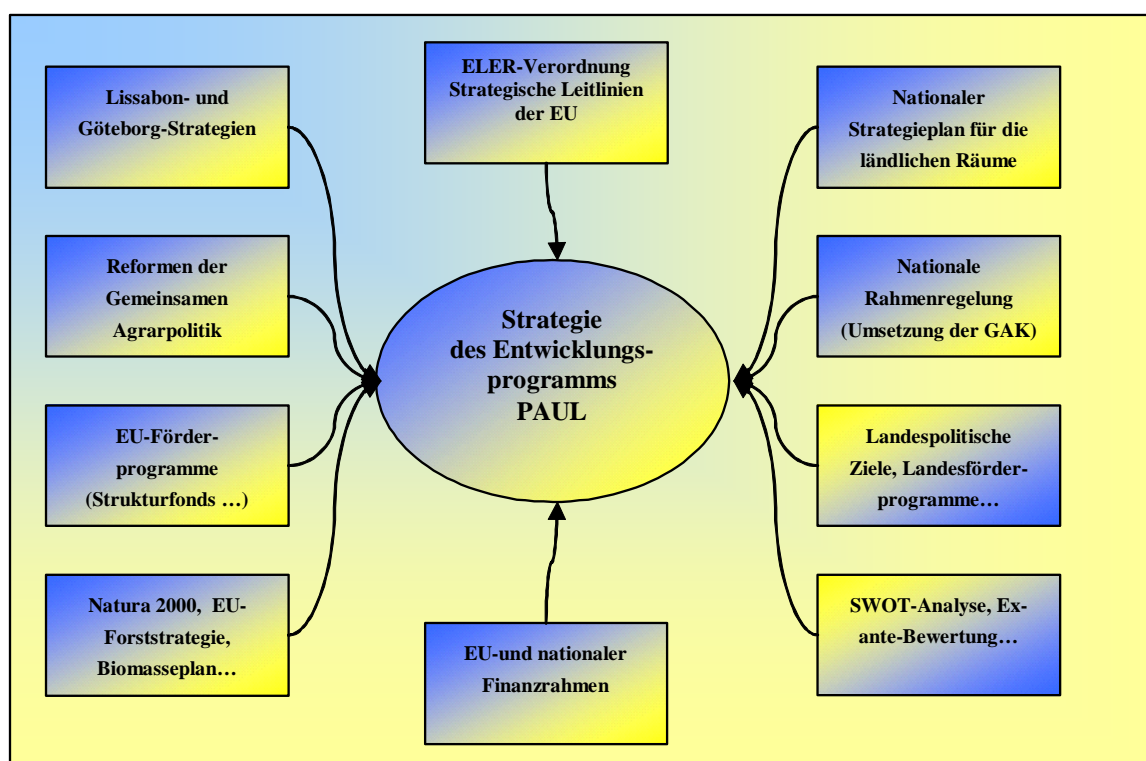 Lissabon- und
Göteborg-Strategien
Reformen der
Gemeinsamen
Agrarpolitik
EU-Förder-
programme
(Strukturfonds …)
Natura 2000, EU-
Forststrategie,
Biomasseplan…
ELER-Verordnung
Strategische Leitlinien
der EU
Strategie
des Entwicklungs-
programms
PAUL
EU-und nationaler
Finanzrahmen
Nationaler
Strategieplan für die
ländlichen Räume
Nationale
Rahmenregelung
(Umsetzung der GAK)
Landespolitische
Ziele, Landesförder-
programme…
SWOT-Analyse, Ex-
ante-Bewertung…